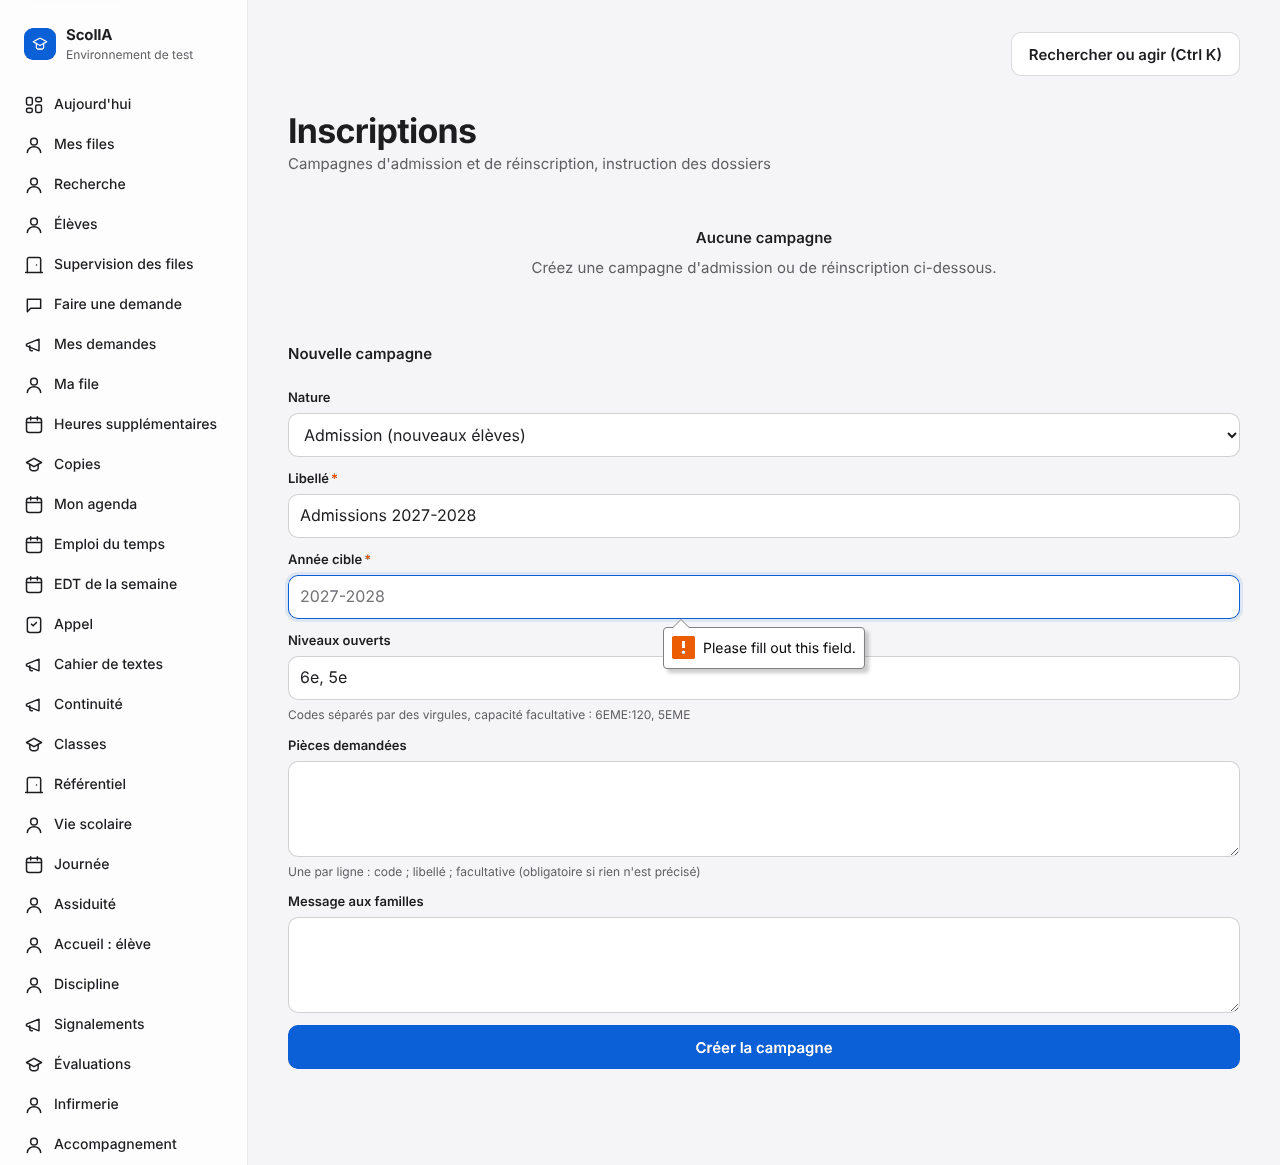 ScolIA
Environnement de test
Rechercher ou agir (Ctrl K)
Aujourd'hui
Mes files
Recherche
Élèves
Supervision des files
Faire une demande
Mes demandes
Ma file
Heures supplémentaires
Copies
Mon agenda
Emploi du temps
EDT de la semaine
Appel
Cahier de textes
Continuité
Classes
Référentiel
Vie scolaire
Journée
Assiduité
Accueil : élève
Discipline
Signalements
Évaluations
Infirmerie
Accompagnement
Inscriptions
Campagnes d'admission et de réinscription, instruction des dossiers
Aucune campagne
Créez une campagne d'admission ou de réinscription ci-dessous.
Nouvelle campagne
Nature
Admission (nouveaux élèves)
Libellé *
Admissions 2027-2028
Année cible *
2027-2028
Please fill out this field.
Niveaux ouverts
6e, 5e
Codes séparés par des virgules, capacité facultative : 6EME:120, 5EME
Pièces demandées
Une par ligne : code ; libellé ; facultative (obligatoire si rien n'est précisé)
Message aux familles
Créer la campagne